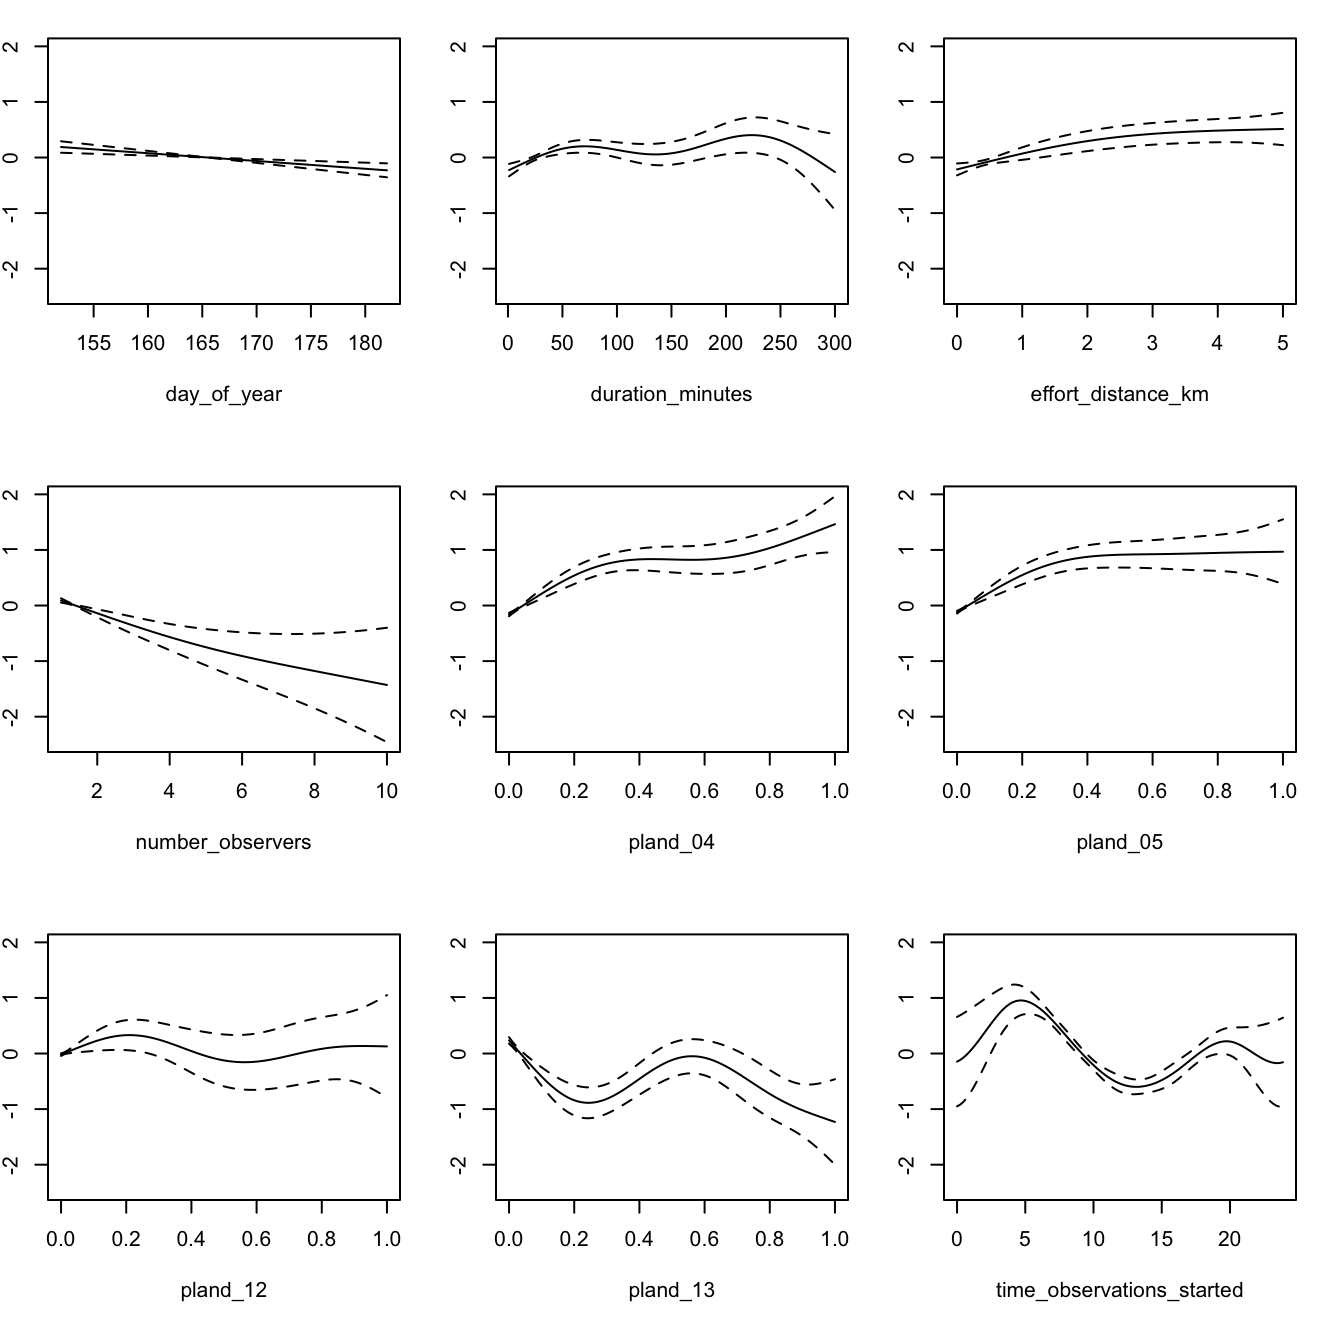 2 1 0 -1 -2
155 160 165 170 175 180
day_of_year
2 1 0 -1 -2
0 50 100 150 200 250 300
duration_minutes
2 1 0 -1 -2
0 1 2 3 4 5
effort_distance_km
2 1 0 -1 -2
2 4 6 8 10
number_observers
2 1 0 -1 -2
0.0 0.2 0.4 0.6 0.8 1.0
pland_04
2 1 0 -1 -2
0.0 0.2 0.4 0.6 0.8 1.0
pland_05
2 1 0 -1 -2
0.0 0.2 0.4 0.6 0.8 1.0
pland_12
2 1 0 -1 -2
0.0 0.2 0.4 0.6 0.8 1.0
pland_13
2 1 0 -1 -2
0 5 10 15 20
time_observations_started